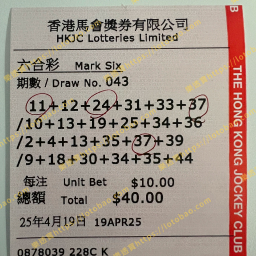 香港馬會獎券有限公司
HKJC Lotteries Limited
六合彩 Mark Six
期數 / Draw No. 043
11+12+24+31+33+37
/10+13+19+25+34+36
/2+4+13+35+37+39
/9+18+30+34+35+44
每注 Unit Bet $10.00
總額 Total $40.00
25年4月19日 19APR25
0878039 228C K
THE HONG KONG JOCKEY CLUB